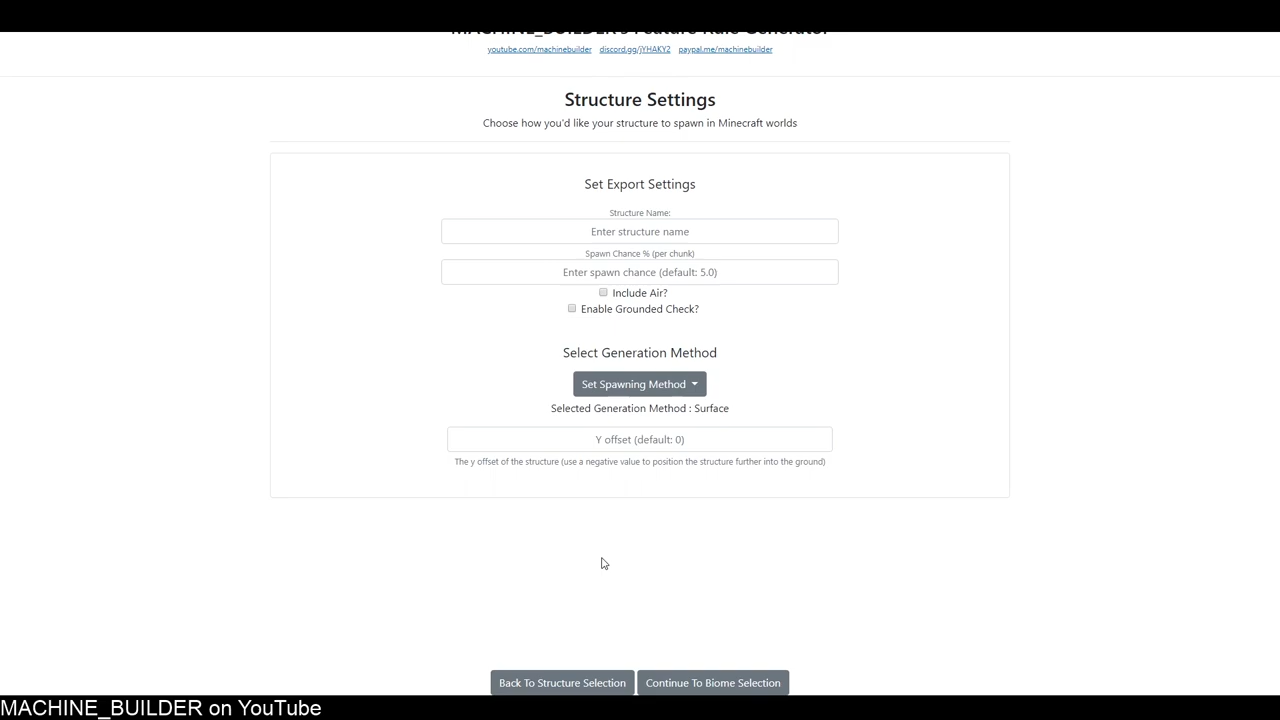 MACHINE_BUILDER's Feature Rule Generator
youtube.com/machinebuilder discord.gg/jYHAKY2 paypal.me/machinebuilder
Structure Settings
Choose how you'd like your structure to spawn in Minecraft worlds
Set Export Settings
Structure Name:
Enter structure name
Spawn Chance % (per chunk)
Enter spawn chance (default: 5.0)
Include Air?
Enable Grounded Check?
Select Generation Method
Set Spawning Method
Selected Generation Method : Surface
Y offset (default: 0)
The y offset of the structure (use a negative value to position the structure further into the ground)
Back To Structure Selection Continue To Biome Selection
MACHINE_BUILDER on YouTube